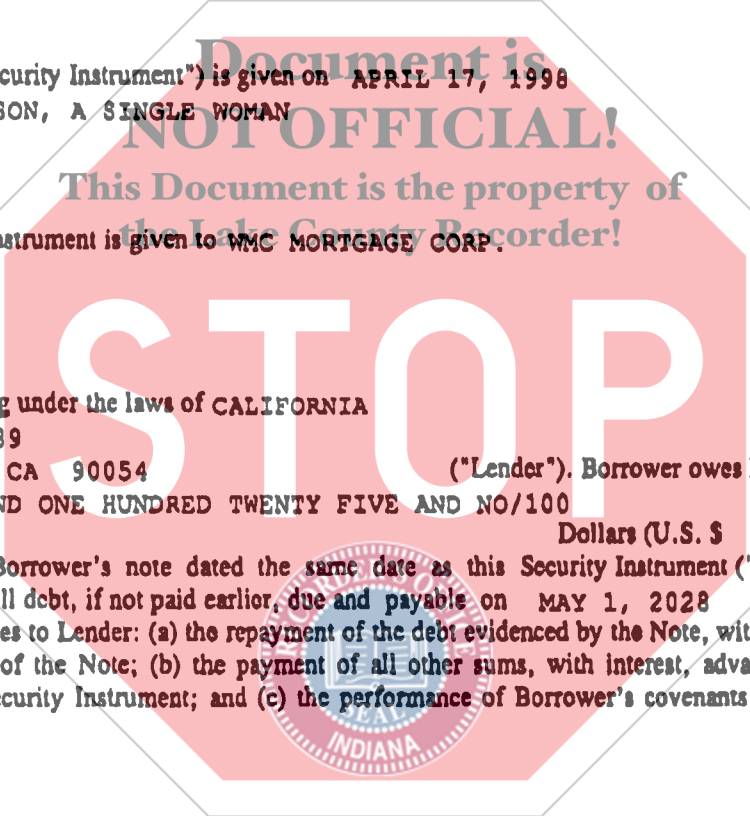 Document is
curity Instrument") is given on APRIL 17, 1998
SON, A SINGLE WOMAN
NOT OFFICIAL!
This Document is the property of
the Lake County Recorder!
nstrument is given to WMC MORTGAGE CORP.
STOP
g under the laws of CALIFORNIA
39
CA 90054 ("Lender"). Borrower owes
ND ONE HUNDRED TWENTY FIVE AND NO/100
Dollars (U.S. $
Borrower's note dated the same date as this Security Instrument ("
ll debt, if not paid earlier, due and payable on MAY 1, 2028
es to Lender: (a) the repayment of the debt evidenced by the Note, wit
of the Note; (b) the payment of all other sums, with interest, adva
curity Instrument; and (c) the performance of Borrower's covenants
RECORDER'S OFFICE
SEAL
INDIANA